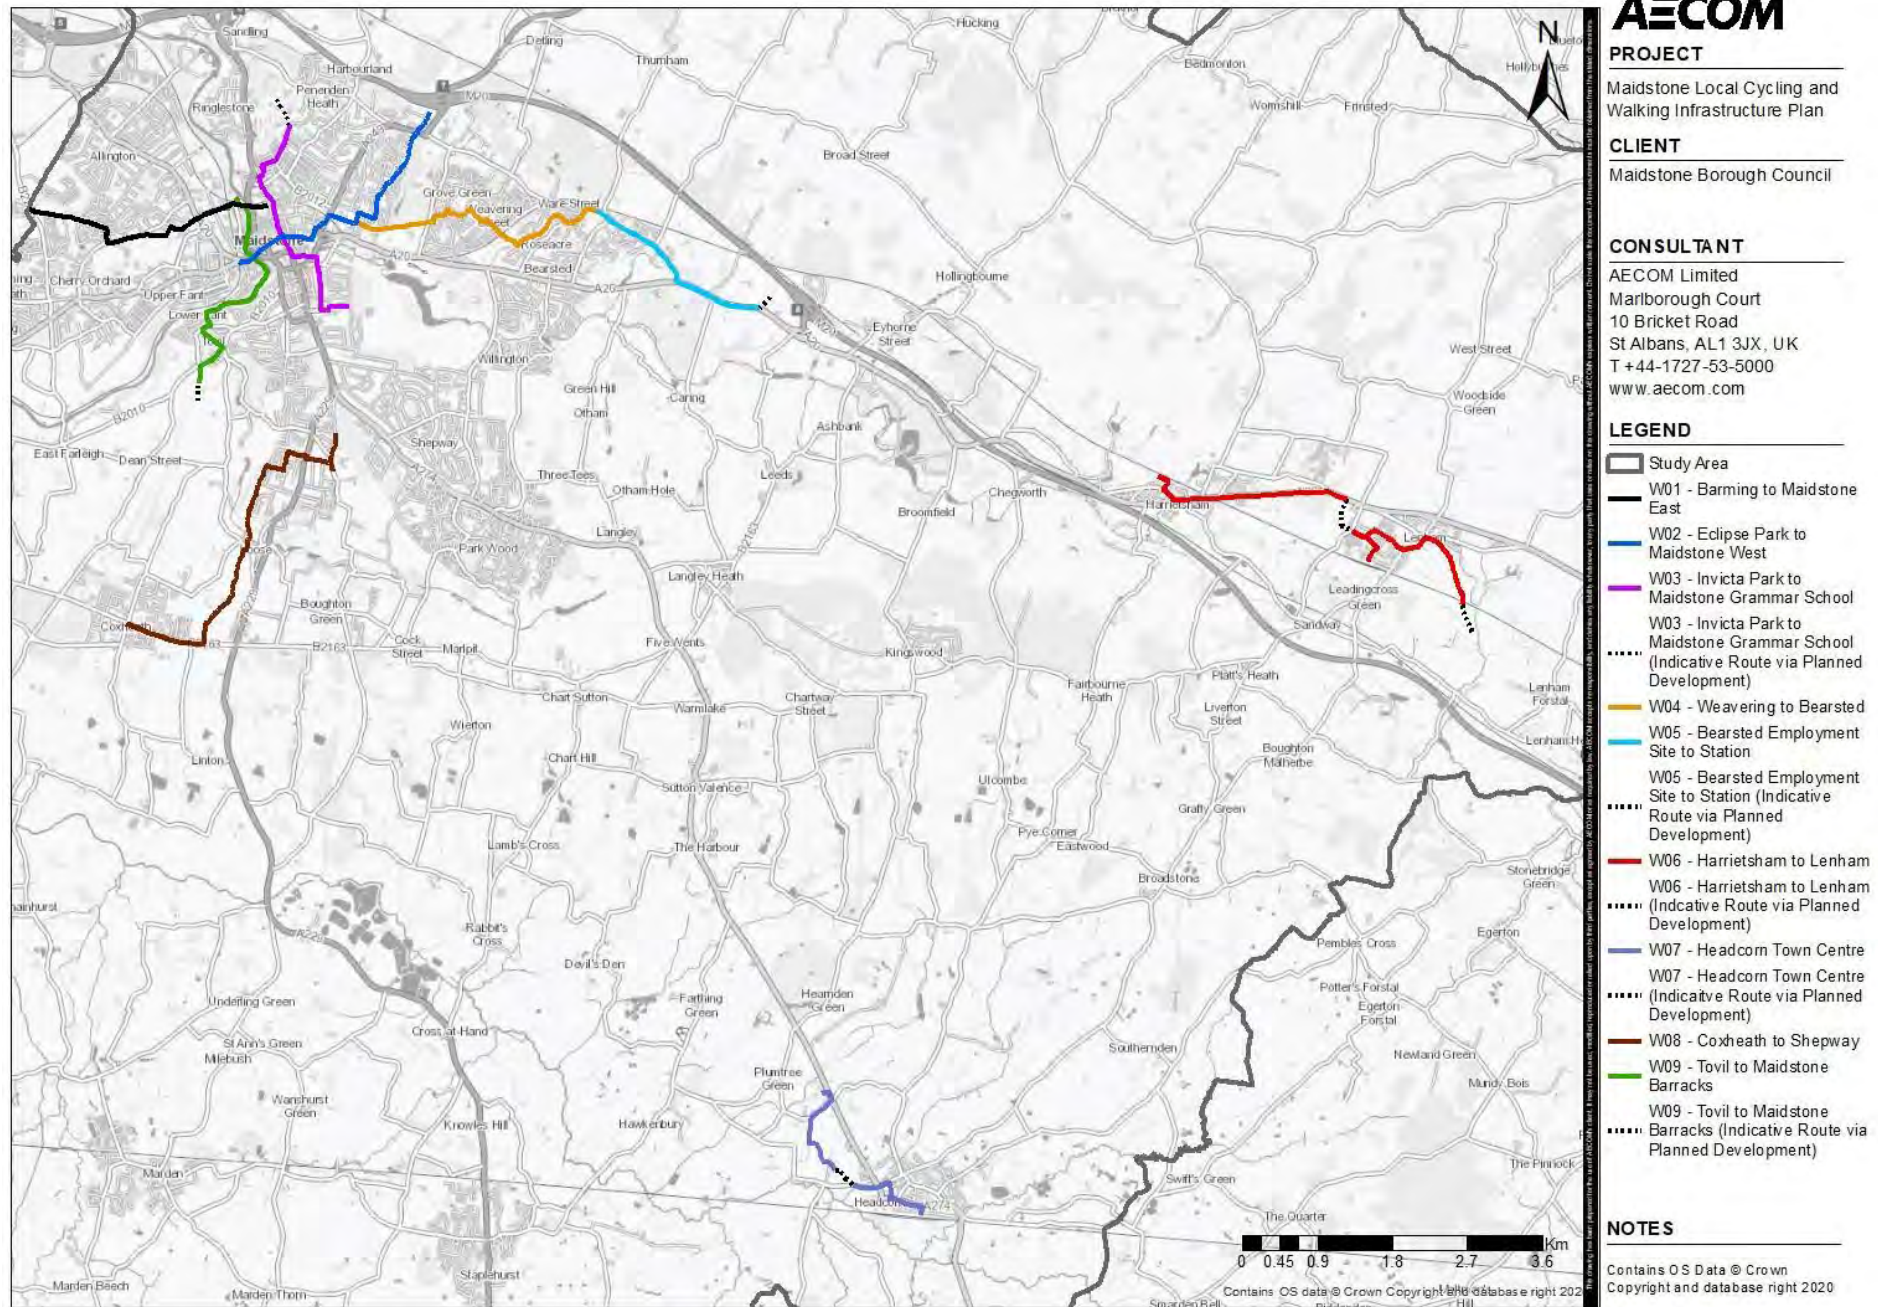 Sandling
Hucking
Detling
Thurnham
Harbourland
Bedmonton
N
M20
Penenden
Heath
Ringlestone
Wormshill
Frinsted
Allington
Broad Street
Grove Green
Ware Street
Roseacre
Bearsted
A20
A20
Cherry Orchard
Upper Fant
Hollingbourne
Eyhorne
Street
Willington
West Street
Green Hill
Otham
Caring
Woodside
Green
B2010
Ashbank
East Farleigh
Dean Street
Shepway
Three Tees
Leeds
Otham Hole
Chegworth
Broomfield
Harrietsham
Langley
B2163
Park Wood
Langley Heath
Leadingcross
Green
Boughton
Green
Sandway
Cock
Street
Marlpit
B2163
Five Wents
Kingswood
Platt's Heath
Fairbourne
Heath
Lenham
Forstal
Chart Sutton
Chartway
Street
Warmlake
Liverton
Street
Wierton
Boughton
Malherbe
Linton
Chart Hill
Ulcombe
Sutton Valence
Grafty Green
Pye Corner
Eastwood
Lamb's Cross
The Harbour
Broadstone
Stonebridge
Green
Rabbit's
Cross
Egerton
Pembles Cross
Devil's Den
Potter's Forstal
Hearnden
Green
Farthing
Green
Underling Green
Egerton
Forstal
Cross at Hand
St Ann's Green
Milebush
Southernden
Newland Green
Plumtree
Green
Mundy Bois
Wanshurst
Green
Knowles Hill
Hawkenbury
The Pinnock
Marden
Swift's Green
A274
The Quarter
Staplehurst
Marden Beech
Marden Thorn
Smarden Bell
Km
0 0.45 0.9 1.8 2.7 3.6
Contains OS data © Crown Copyright and database right 202
AECOM
PROJECT
Maidstone Local Cycling and
Walking Infrastructure Plan
CLIENT
Maidstone Borough Council
CONSULTANT
AECOM Limited
Marlborough Court
10 Bricket Road
St Albans, AL1 3JX, UK
T +44-1727-53-5000
www.aecom.com
LEGEND
Study Area
W01 - Barming to Maidstone
East
W02 - Eclipse Park to
Maidstone West
W03 - Invicta Park to
Maidstone Grammar School
W03 - Invicta Park to
Maidstone Grammar School
(Indicative Route via Planned
Development)
W04 - Weavering to Bearsted
W05 - Bearsted Employment
Site to Station
W05 - Bearsted Employment
Site to Station (Indicative
Route via Planned
Development)
W06 - Harrietsham to Lenham
W06 - Harrietsham to Lenham
(Indcative Route via Planned
Development)
W07 - Headcorn Town Centre
W07 - Headcorn Town Centre
(Indicaitve Route via Planned
Development)
W08 - Coxheath to Shepway
W09 - Tovil to Maidstone
Barracks
W09 - Tovil to Maidstone
Barracks (Indicative Route via
Planned Development)
NOTES
Contains OS Data © Crown
Copyright and database right 2020